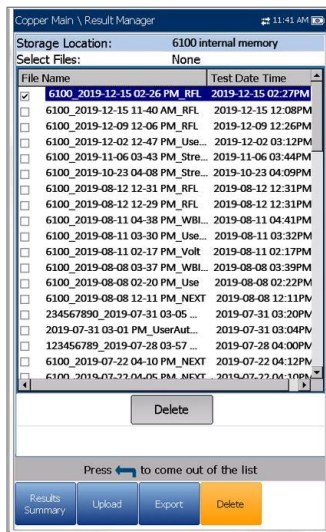 Copper Main \ Result Manager 11:41 AM
Storage Location: 6100 internal memory
Select Files: None
File Name Test Date Time
6100_2019-12-15 02-26 PM_RFL 2019-12-15 02:27PM
6100_2019-12-15 11-40 AM_RFL 2019-12-15 12:08PM
6100_2019-12-09 12-06 PM_RFL 2019-12-09 12:26PM
6100_2019-12-02 12-47 PM_Use... 2019-12-02 03:12PM
6100_2019-11-06 03-43 PM_Stre... 2019-11-06 03:44PM
6100_2019-10-23 04-08 PM_Stre... 2019-10-23 04:09PM
6100_2019-08-12 12-31 PM_RFL 2019-08-12 12:31PM
6100_2019-08-12 12-29 PM_RFL 2019-08-12 12:31PM
6100_2019-08-11 04-38 PM_WBI... 2019-08-11 04:41PM
6100_2019-08-11 03-30 PM_Use... 2019-08-11 03:32PM
6100_2019-08-11 02-17 PM_Volt 2019-08-11 02:17PM
6100_2019-08-08 03-37 PM_WBI... 2019-08-08 03:39PM
6100_2019-08-08 02-20 PM_Use 2019-08-08 02:22PM
6100_2019-08-08 12-11 PM_NEXT 2019-08-08 12:11PM
234567890_2019-07-31 03-05 ... 2019-07-31 03:20PM
2019-07-31 03-01 PM_UserAut... 2019-07-31 03:04PM
123456789_2019-07-28 03-57 ... 2019-07-28 04:00PM
6100_2019-07-22 04-10 PM_NEXT 2019-07-22 04:12PM
6100_2019-07-22 04-05 PM_NEXT 2019-07-22 04:10PM
Delete
Press to come out of the list
Results Summary Upload Export Delete